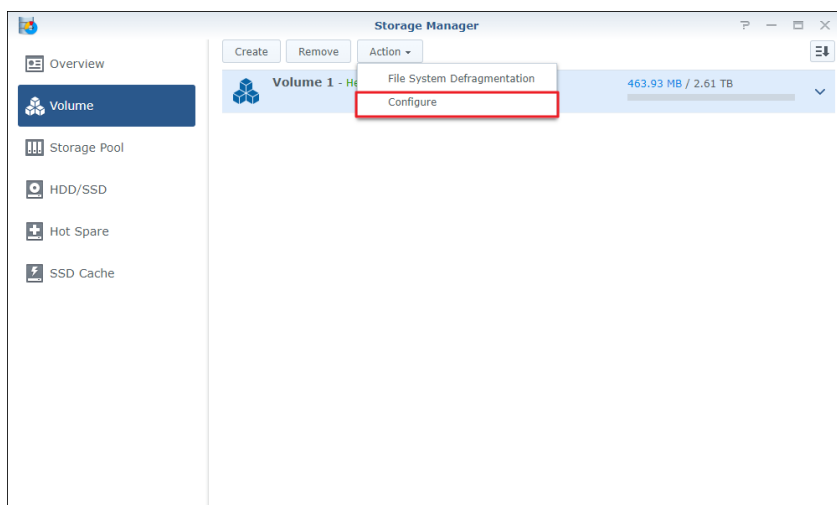 Storage Manager
Overview
Volume
Storage Pool
HDD/SSD
Hot Spare
SSD Cache
Create Remove Action
File System Defragmentation
Configure
Volume 1 - He
463.93 MB / 2.61 TB